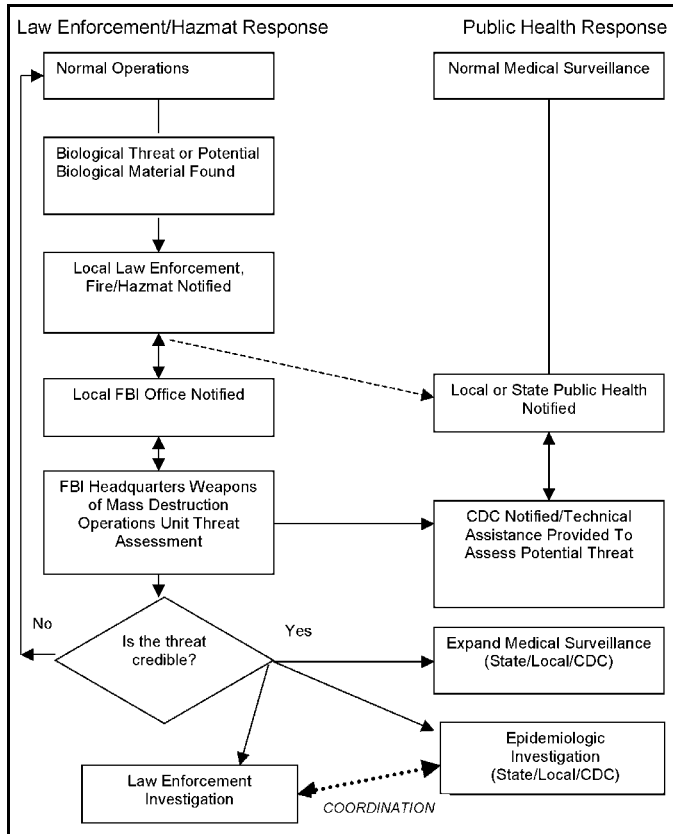 Law Enforcement/Hazmat Response
Public Health Response
Normal Operations
Normal Medical Surveillance
Biological Threat or Potential
Biological Material Found
Local Law Enforcement,
Fire/Hazmat Notified
Local FBI Office Notified
Local or State Public Health
Notified
FBI Headquarters Weapons
of Mass Destruction
Operations Unit Threat
Assessment
CDC Notified/Technical
Assistance Provided To
Assess Potential Threat
No
Is the threat
credible?
Yes
Expand Medical Surveillance
(State/Local/CDC)
Epidemiologic
Investigation
(State/Local/CDC)
Law Enforcement
Investigation
COORDINATION